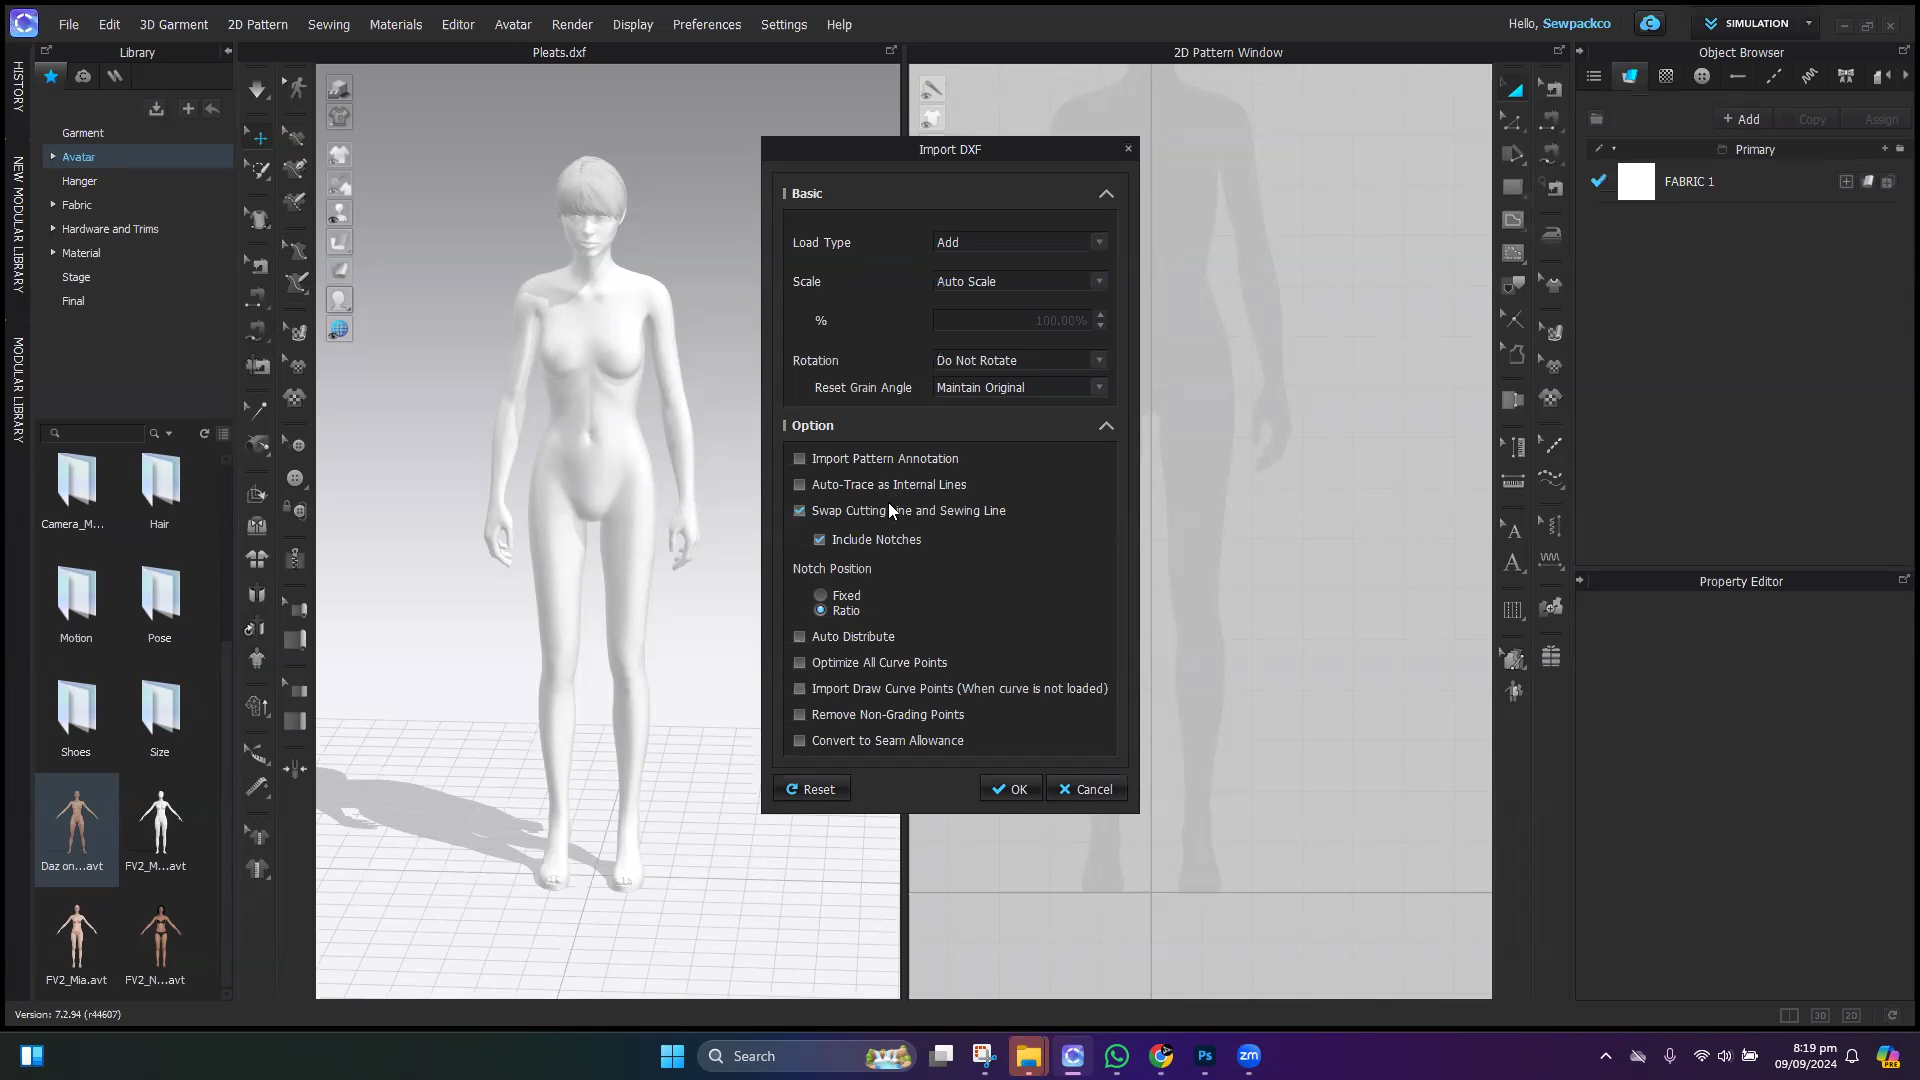 File Edit 3D Garment 2D Pattern Sewing Materials Editor Avatar Render Display Preferences Settings Help
Hello, Sewpackco
SIMULATION
Library
Pleats.dxf
2D Pattern Window
Object Browser
HISTORY
NEW MODULAR LIBRARY
MODULAR LIBRARY
Garment
Avatar
Hanger
Fabric
Hardware and Trims
Material
Stage
Final
Camera_M...
Hair
Motion
Pose
Shoes
Size
Daz on...avt
FV2_M...avt
FV2_Mia.avt
FV2_N...avt
Import DXF
Basic
Load Type
Add
Scale
Auto Scale
%
100.00%
Rotation
Do Not Rotate
Reset Grain Angle
Maintain Original
Option
Import Pattern Annotation
Auto-Trace as Internal Lines
Swap Cutting Line and Sewing Line
Include Notches
Notch Position
Fixed
Ratio
Auto Distribute
Optimize All Curve Points
Import Draw Curve Points (When curve is not loaded)
Remove Non-Grading Points
Convert to Seam Allowance
Reset
OK
Cancel
+ Add
Copy
Assign
Primary
FABRIC 1
Property Editor
Version: 7.2.94 (r44607)
3D
2D
Search
Ps
zm
8:19 pm
09/09/2024
PRE